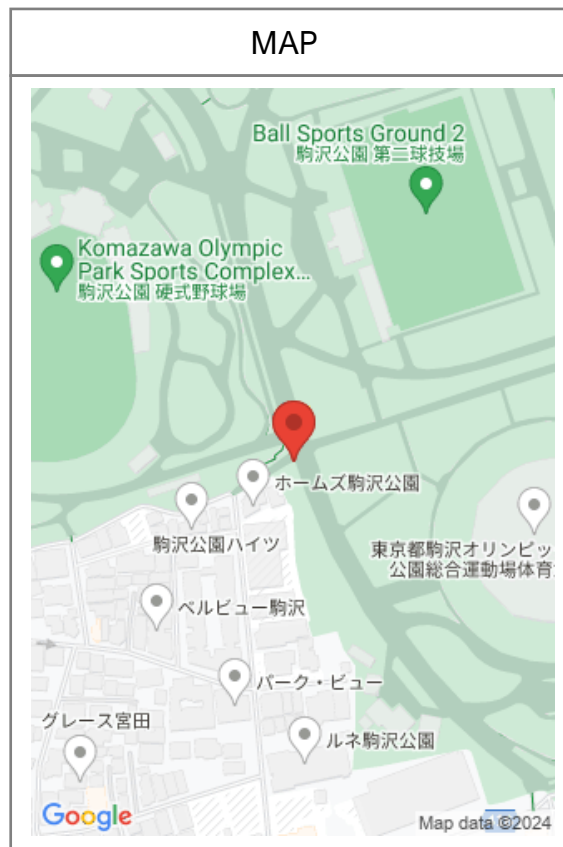 MAP
Ball Sports Ground 2
駒沢公園 第二球技場
Komazawa Olympic
Park Sports Complex...
駒沢公園 硬式野球場
ホームズ駒沢公園
駒沢公園ハイツ
東京都駒沢オリンピッ
公園総合運動場体育
ベルビュー駒沢
パーク・ビュー
グレース宮田
ルネ駒沢公園
Google
Map data ©2024